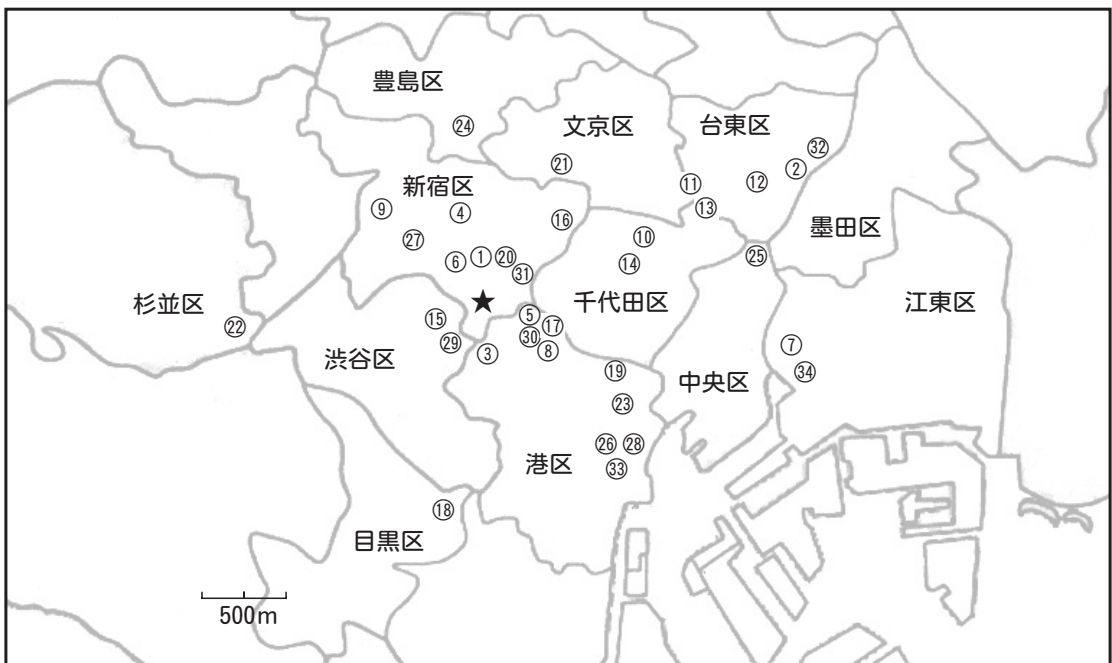 豊島区
㉔
文京区
台東区
㉜
②
㉑
⑪
⑫
⑬
新宿区
⑨
④
⑯
㉗
⑥
①
⑳
㉛
⑩
⑭
墨田区
㉕
★
杉並区
㉒
⑮
㉙
渋谷区
③
⑤
⑰
㉚
⑧
千代田区
江東区
⑦
㉞
⑲
中央区
㉓
㉖
㉘
㉝
港区
⑱
目黒区
500m